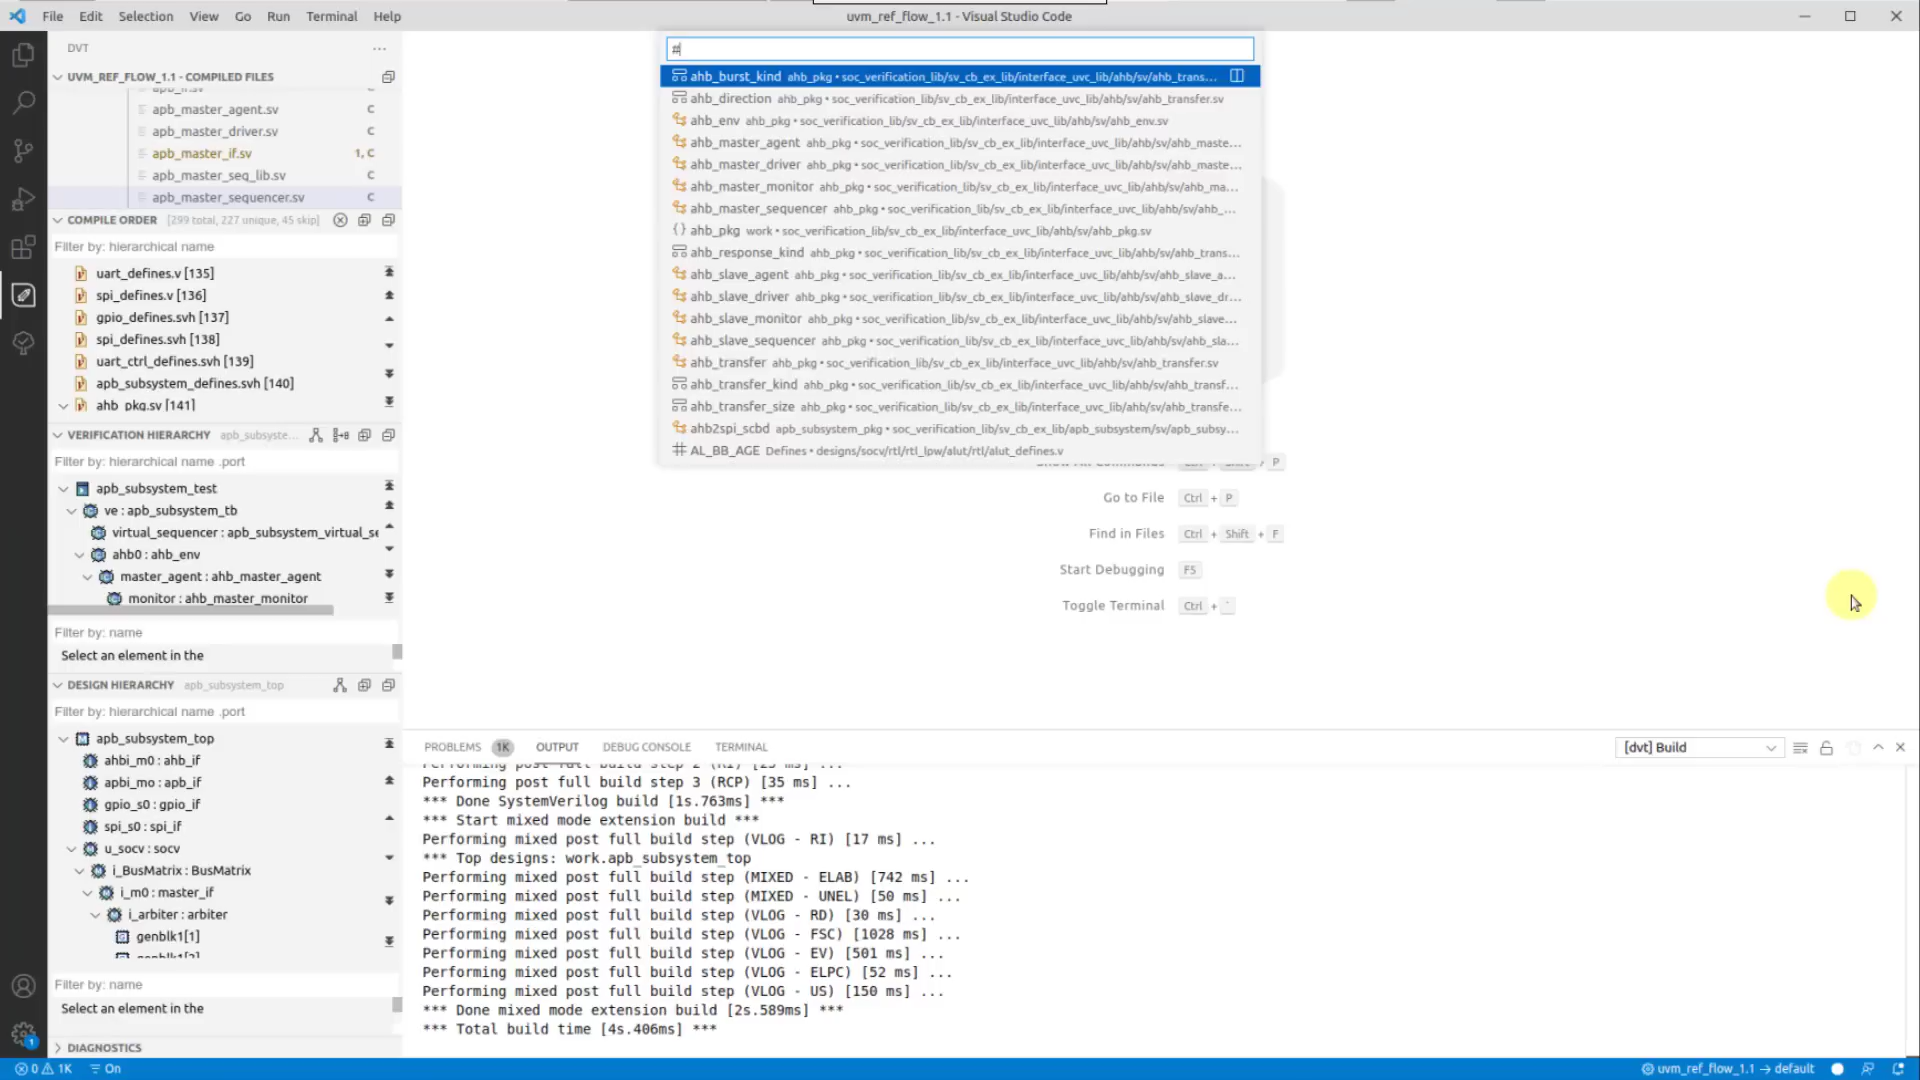 File Edit Selection View Go Run Terminal Help
uvm_ref_flow_1.1 - Visual Studio Code
DVT
UVM_REF_FLOW_1.1 - COMPILED FILES
apb_master_agent.sv C
apb_master_driver.sv C
apb_master_if.sv 1, C
apb_master_seq_lib.sv C
apb_master_sequencer.sv C
COMPILE ORDER [299 total, 227 unique, 45 skip]
Filter by: hierarchical name
uart_defines.v [135]
spi_defines.v [136]
gpio_defines.svh [137]
spi_defines.svh [138]
uart_ctrl_defines.svh [139]
apb_subsystem_defines.svh [140]
ahb_pkg.sv [141]
VERIFICATION HIERARCHY apb_subsyste...
Filter by: hierarchical name .port
apb_subsystem_test
ve : apb_subsystem_tb
virtual_sequencer : apb_subsystem_virtual_se
ahb0 : ahb_env
master_agent : ahb_master_agent
monitor : ahb_master_monitor
Filter by: name
Select an element in the
DESIGN HIERARCHY apb_subsystem_top
Filter by: hierarchical name .port
apb_subsystem_top
ahbi_m0 : ahb_if
apbi_mo : apb_if
gpio_s0 : gpio_if
spi_s0 : spi_if
u_socv : socv
i_BusMatrix : BusMatrix
i_m0 : master_if
i_arbiter : arbiter
genblk1[1]
Filter by: name
Select an element in the
DIAGNOSTICS
#
ahb_burst_kind ahb_pkg • soc_verification_lib/sv_cb_ex_lib/interface_uvc_lib/ahb/sv/ahb_trans...
ahb_direction ahb_pkg • soc_verification_lib/sv_cb_ex_lib/interface_uvc_lib/ahb/sv/ahb_transfer.sv
ahb_env ahb_pkg • soc_verification_lib/sv_cb_ex_lib/interface_uvc_lib/ahb/sv/ahb_env.sv
ahb_master_agent ahb_pkg • soc_verification_lib/sv_cb_ex_lib/interface_uvc_lib/ahb/sv/ahb_maste...
ahb_master_driver ahb_pkg • soc_verification_lib/sv_cb_ex_lib/interface_uvc_lib/ahb/sv/ahb_maste...
ahb_master_monitor ahb_pkg • soc_verification_lib/sv_cb_ex_lib/interface_uvc_lib/ahb/sv/ahb_ma...
ahb_master_sequencer ahb_pkg • soc_verification_lib/sv_cb_ex_lib/interface_uvc_lib/ahb/sv/ahb_...
{} ahb_pkg work • soc_verification_lib/sv_cb_ex_lib/interface_uvc_lib/ahb/sv/ahb_pkg.sv
ahb_response_kind ahb_pkg • soc_verification_lib/sv_cb_ex_lib/interface_uvc_lib/ahb/sv/ahb_trans...
ahb_slave_agent ahb_pkg • soc_verification_lib/sv_cb_ex_lib/interface_uvc_lib/ahb/sv/ahb_slave_a...
ahb_slave_driver ahb_pkg • soc_verification_lib/sv_cb_ex_lib/interface_uvc_lib/ahb/sv/ahb_slave_dr...
ahb_slave_monitor ahb_pkg • soc_verification_lib/sv_cb_ex_lib/interface_uvc_lib/ahb/sv/ahb_slave...
ahb_slave_sequencer ahb_pkg • soc_verification_lib/sv_cb_ex_lib/interface_uvc_lib/ahb/sv/ahb_sla...
ahb_transfer ahb_pkg • soc_verification_lib/sv_cb_ex_lib/interface_uvc_lib/ahb/sv/ahb_transfer.sv
ahb_transfer_kind ahb_pkg • soc_verification_lib/sv_cb_ex_lib/interface_uvc_lib/ahb/sv/ahb_transf...
ahb_transfer_size ahb_pkg • soc_verification_lib/sv_cb_ex_lib/interface_uvc_lib/ahb/sv/ahb_transfe...
ahb2spi_scbd apb_subsystem_pkg • soc_verification_lib/sv_cb_ex_lib/apb_subsystem/sv/apb_subsy...
# AL_BB_AGE Defines • designs/socv/rtl/rtl_lpw/alut/rtl/alut_defines.v
Go to File Ctrl + P
Find in Files Ctrl + Shift + F
Start Debugging F5
Toggle Terminal Ctrl + `
PROBLEMS 1K OUTPUT DEBUG CONSOLE TERMINAL
[dvt] Build
Performing post full build step 3 (RCP) [35 ms] ...
*** Done SystemVerilog build [1s.763ms] ***
*** Start mixed mode extension build ***
Performing mixed post full build step (VLOG - RI) [17 ms] ...
*** Top designs: work.apb_subsystem_top
Performing mixed post full build step (MIXED - ELAB) [742 ms] ...
Performing mixed post full build step (MIXED - UNEL) [50 ms] ...
Performing mixed post full build step (VLOG - RD) [30 ms] ...
Performing mixed post full build step (VLOG - FSC) [1028 ms] ...
Performing mixed post full build step (VLOG - EV) [501 ms] ...
Performing mixed post full build step (VLOG - ELPC) [52 ms] ...
Performing mixed post full build step (VLOG - US) [150 ms] ...
*** Done mixed mode extension build [2s.589ms] ***
*** Total build time [4s.406ms] ***
1
0 1K On
uvm_ref_flow_1.1 → default